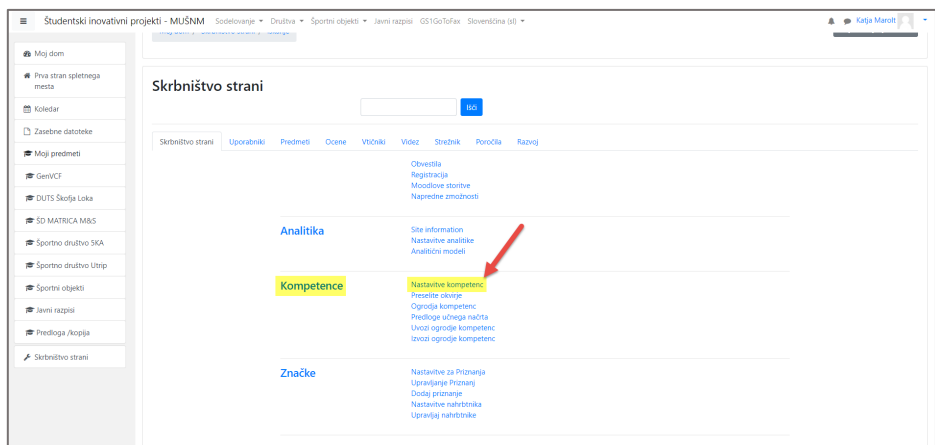 Študentski inovativni projekti - MUŠNM Sodelovanje Društva Športni objekti Javni razpisi GS1GoToFax Slovenščina (sl) Katja Marolt
Moj dom
Prva stran spletnega
mesta
Koledar
Zasebne datoteke
Moji predmeti
GenVCF
DUTS Škofja Loka
ŠD MATRICA M&S
Športno društvo 5KA
Športno društvo Utrip
Športni objekti
Javni razpisi
Predloga /kopija
Skrbništvo strani
Skrbništvo strani
Išči
Skrbništvo strani Uporabniki Predmeti Ocene Vtičniki Videz Strežnik Poročila Razvoj
Obvestila
Registracija
Moodlove storitve
Napredne zmožnosti
Analitika
Site information
Nastavitve analitike
Analitični modeli
Kompetence
Nastavitve kompetenc
Preselite okvirje
Ogrodja kompetenc
Predloge učnega načrta
Uvozi ogrodje kompetenc
Izvozi ogrodje kompetenc
Značke
Nastavitve za Priznanja
Upravljanje Priznanj
Dodaj priznanje
Nastavitve nahrbtnika
Upravljaj nahrbtnike